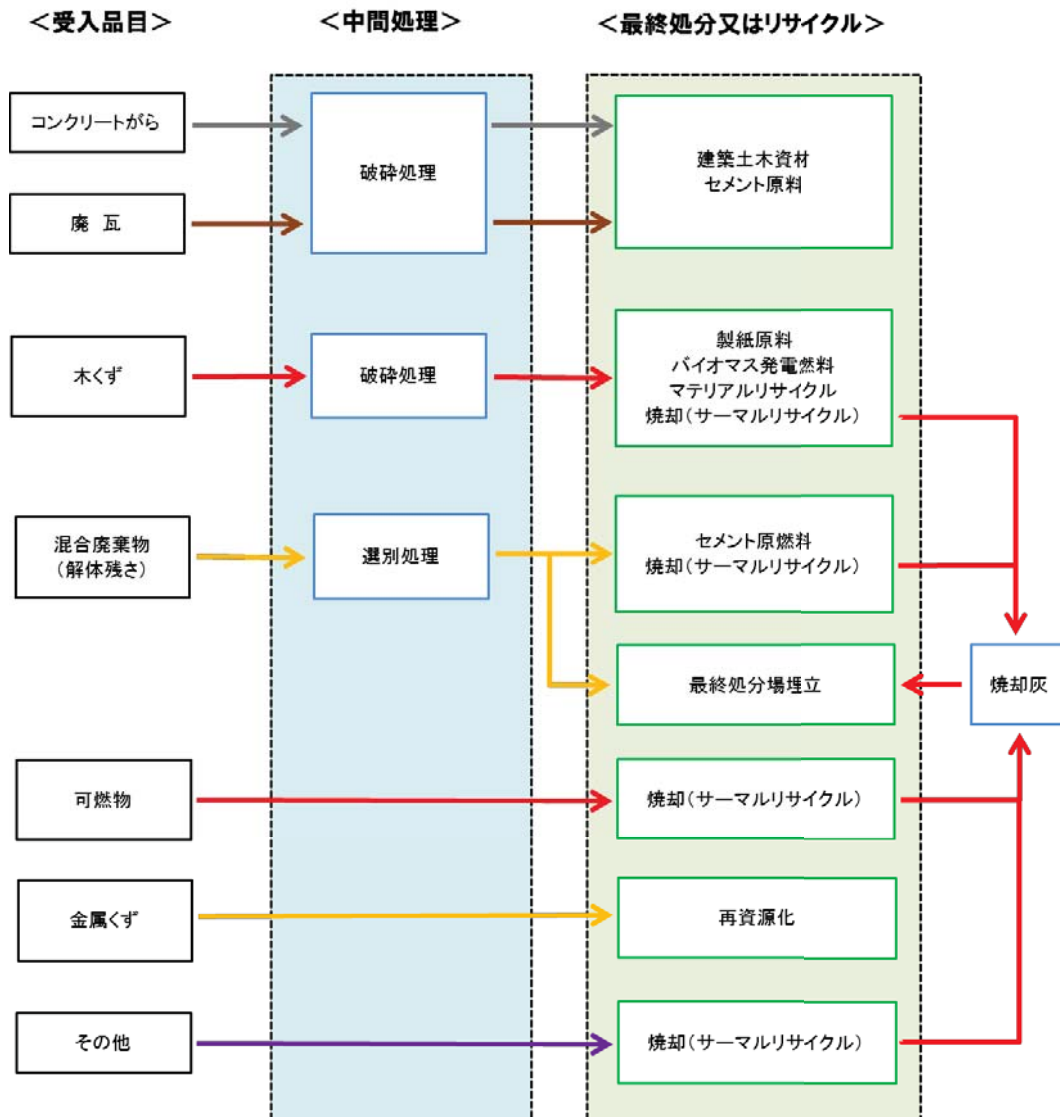 ＜受入品目＞
＜中間処理＞
＜最終処分又はリサイクル＞
コンクリートがら
破砕処理
建築土木資材
セメント原料
廃　瓦
木くず
破砕処理
製紙原料
バイオマス発電燃料
マテリアルリサイクル
焼却（サーマルリサイクル）
混合廃棄物
（解体残さ）
選別処理
セメント原燃料
焼却（サーマルリサイクル）
最終処分場埋立
焼却灰
可燃物
焼却（サーマルリサイクル）
金属くず
再資源化
その他
焼却（サーマルリサイクル）